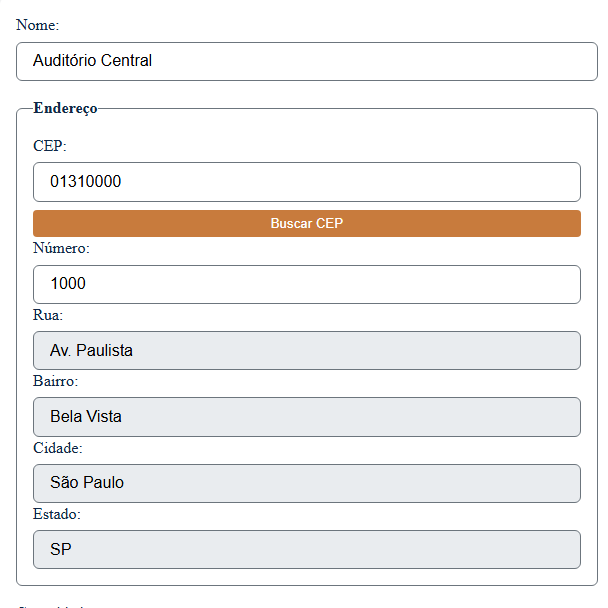 Nome:
Auditório Central
Endereço
CEP:
01310000
Buscar CEP
Número:
1000
Rua:
Av. Paulista
Bairro:
Bela Vista
Cidade:
São Paulo
Estado:
SP